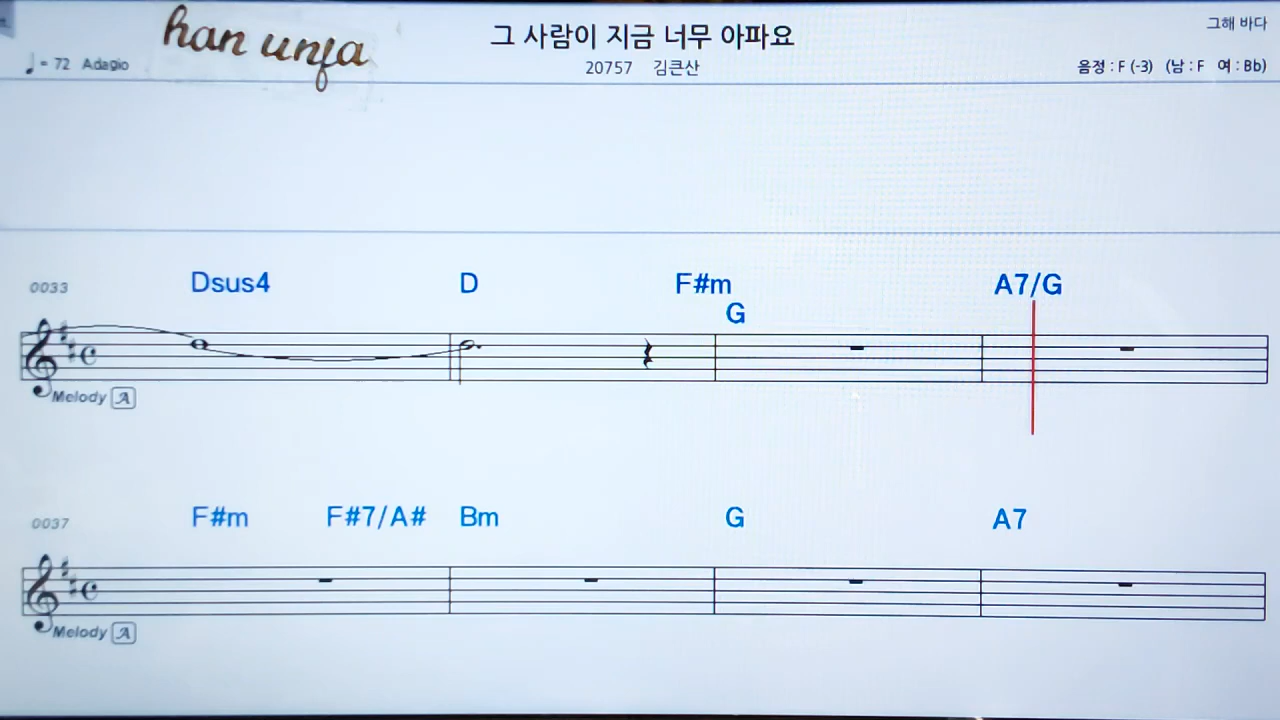 han unfa
그 사람이 지금 너무 아파요
그해 바다
♩= 72 Adagio
20757 김큰산
음정 : F (-3) (남 : F 여 : Bb)
0033
Dsus4 D F#m A7/G
G
Melody A
0037
F#m F#7/A# Bm G A7
Melody A